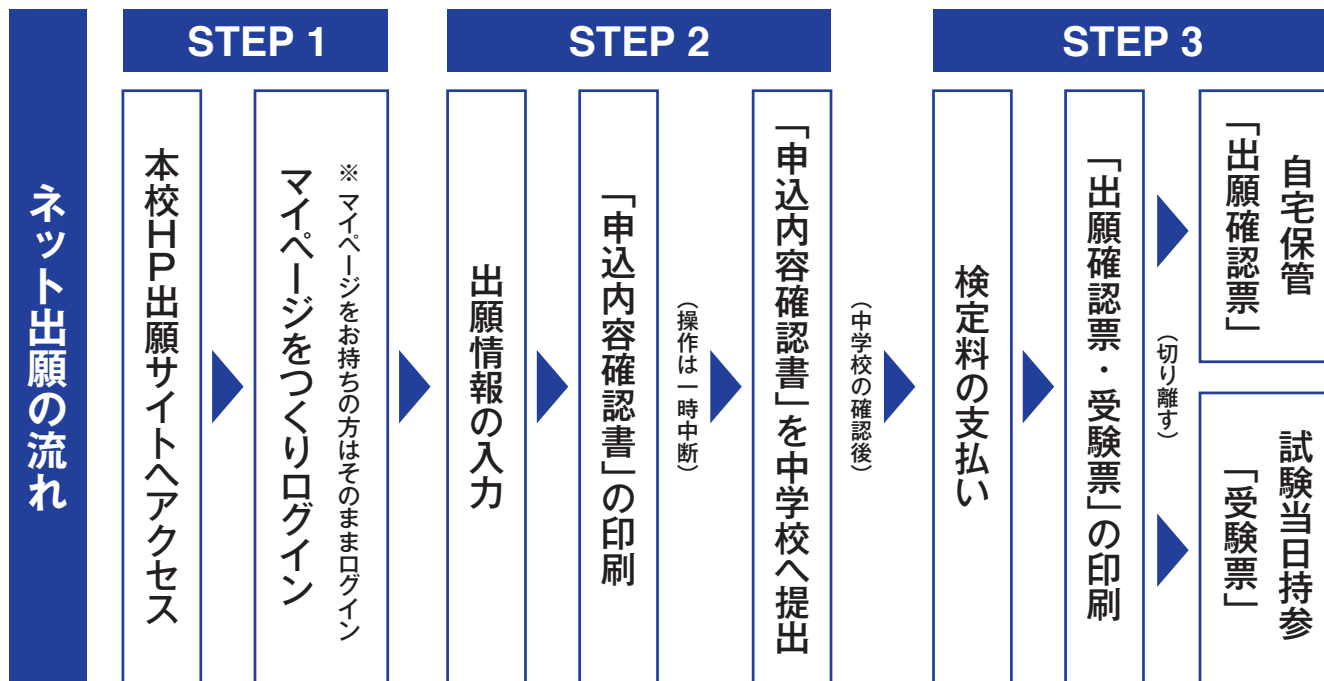 ネット出願の流れ
STEP 1
本校HP出願サイトへアクセス
マイページをつくりログイン
※ マイページをお持ちの方はそのままログイン
STEP 2
出願情報の入力
「申込内容確認書」の印刷
(操作は一時中断)
「申込内容確認書」を中学校へ提出
(中学校の確認後)
STEP 3
検定料の支払い
「出願確認票・受験票」の印刷
(切り離す)
自宅保管
「出願確認票」
試験当日持参
「受験票」